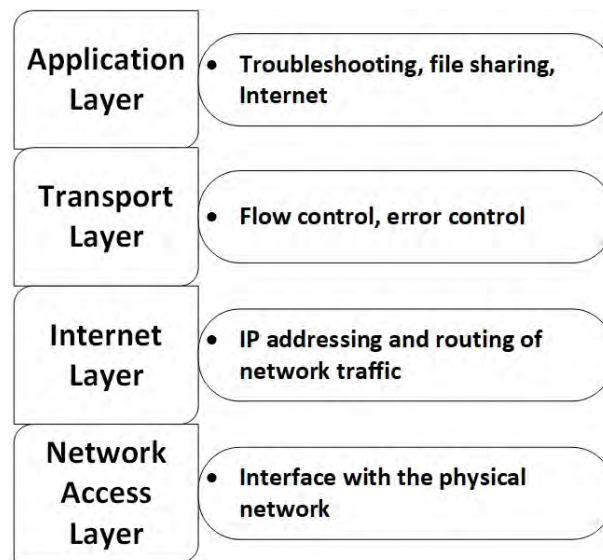 Application
Layer
• Troubleshooting, file sharing,
Internet
Transport
Layer
• Flow control, error control
Internet
Layer
• IP addressing and routing of
network traffic
Network
Access
Layer
• Interface with the physical
network